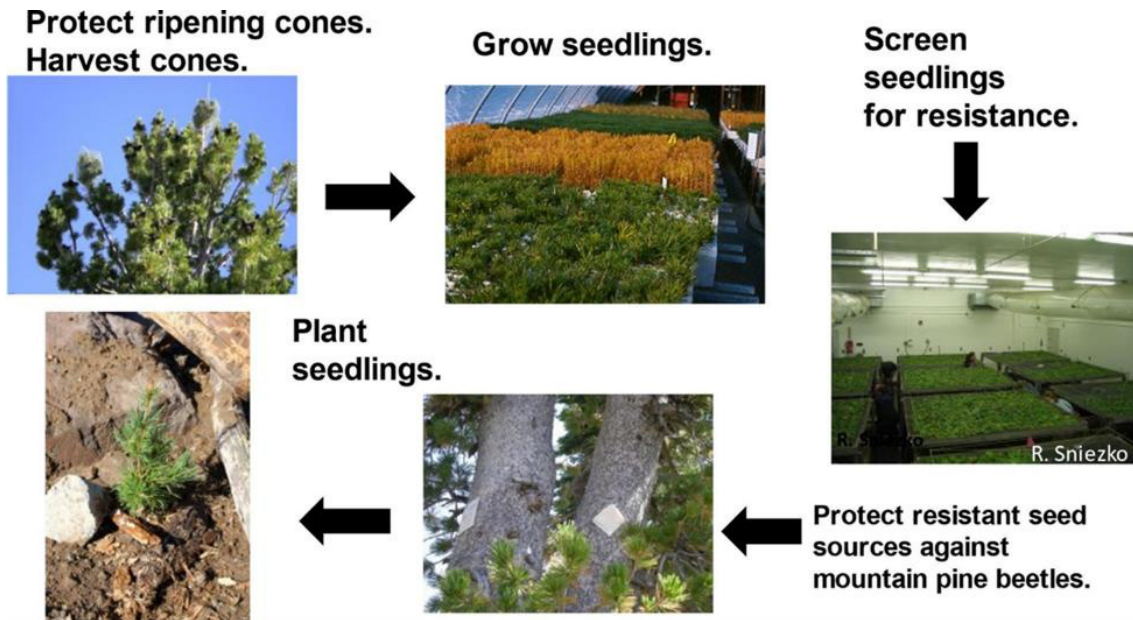 Protect ripening cones.
Harvest cones.
Grow seedlings.
Screen
seedlings
for resistance.
R. Sniezko
R. Sniezko
Protect resistant seed
sources against
mountain pine beetles.
Plant
seedlings.